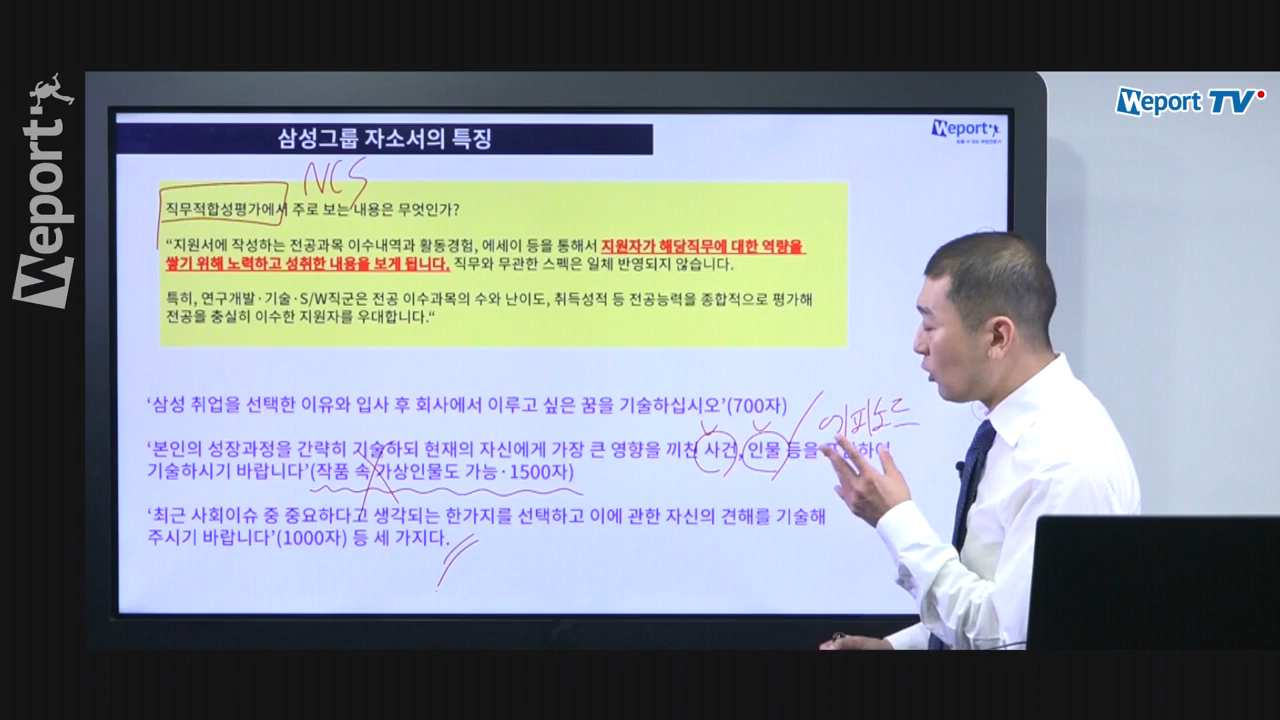 Weport
Weport TV
삼성그룹 자소서의 특징
Weport
NCS
직무적합성평가에서 주로 보는 내용은 무엇인가?
“지원서에 작성하는 전공과목 이수내역과 활동경험, 에세이 등을 통해서 지원자가 해당직무에 대한 역량을
쌓기 위해 노력하고 성취한 내용을 보게 됩니다. 직무와 무관한 스펙은 일체 반영되지 않습니다.
특히, 연구개발·기술·S/W직군은 전공 이수과목의 수와 난이도, 취득성적 등 전공능력을 종합적으로 평가해
전공을 충실히 이수한 지원자를 우대합니다.“
‘삼성 취업을 선택한 이유와 입사 후 회사에서 이루고 싶은 꿈을 기술하십시오’(700자)
에피소드
‘본인의 성장과정을 간략히 기술하되 현재의 자신에게 가장 큰 영향을 끼친 사건, 인물 등을
기술하시기 바랍니다’(작품 속 가상인물도 가능·1500자)
‘최근 사회이슈 중 중요하다고 생각되는 한가지를 선택하고 이에 관한 자신의 견해를 기술해
주시기 바랍니다’(1000자) 등 세 가지다.